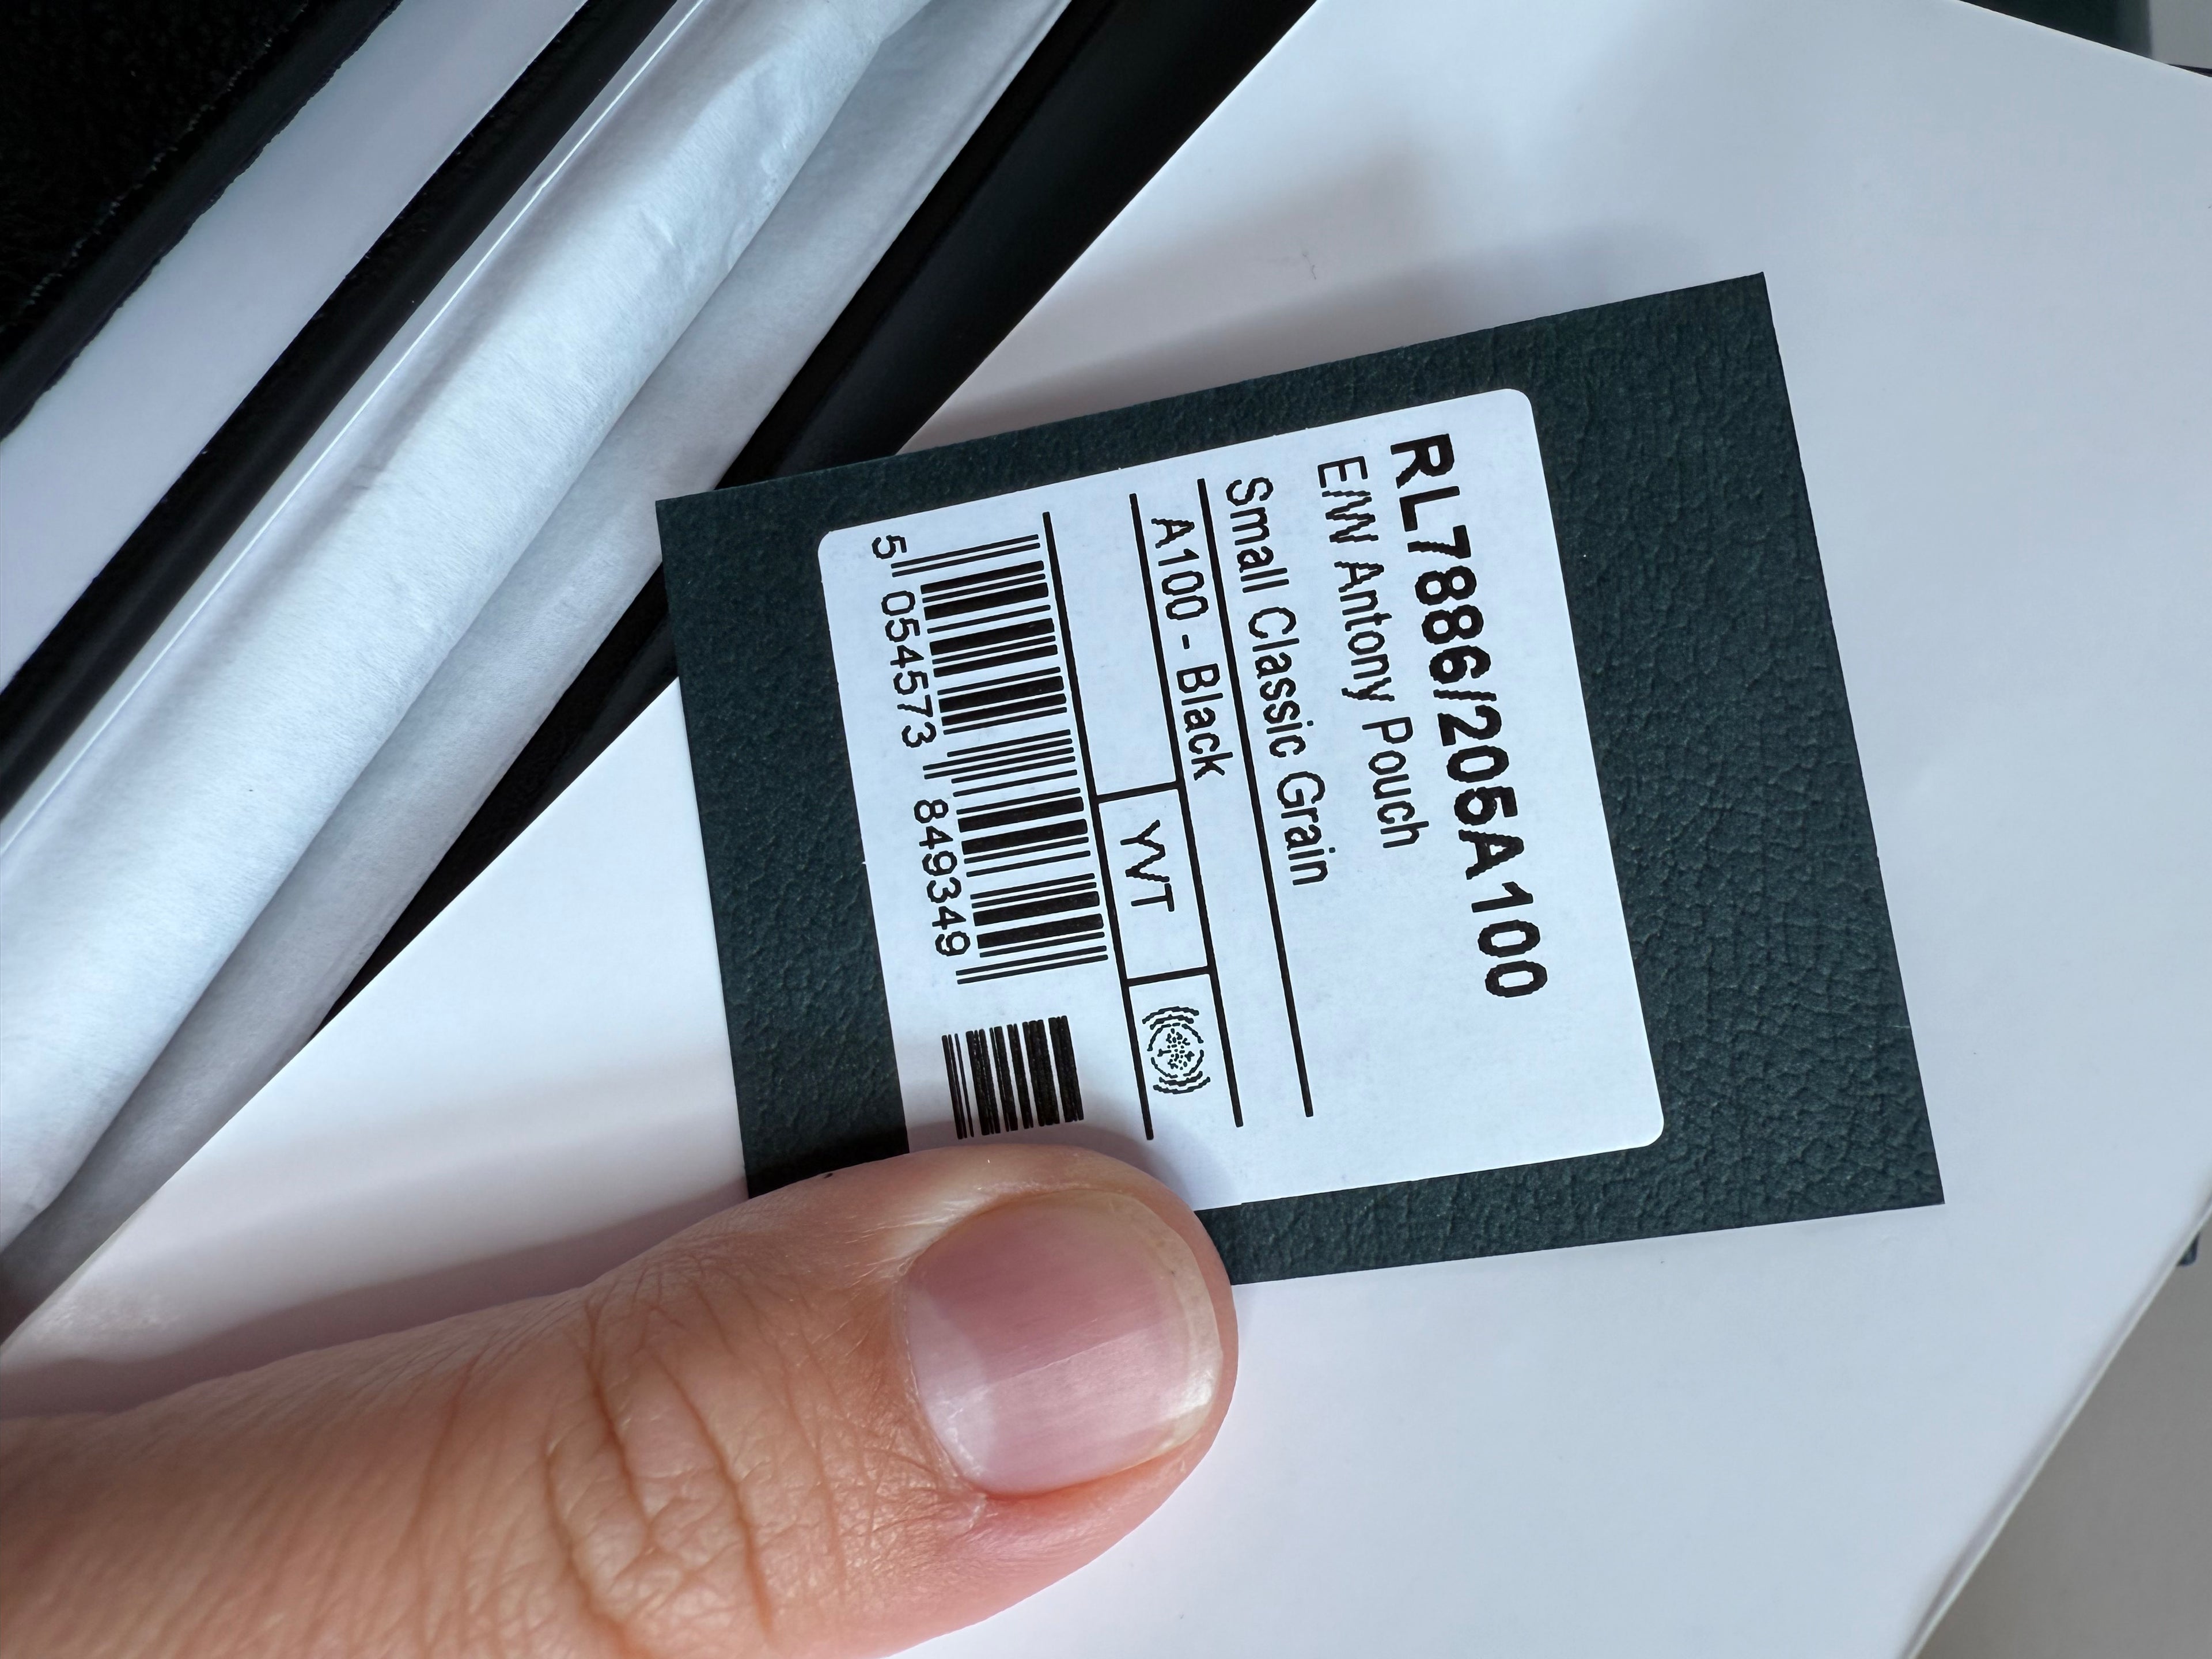 RL7886/205A100
E/W Antony Pouch
Small Classic Grain
A100 - Black
YVT
5 054573 849349